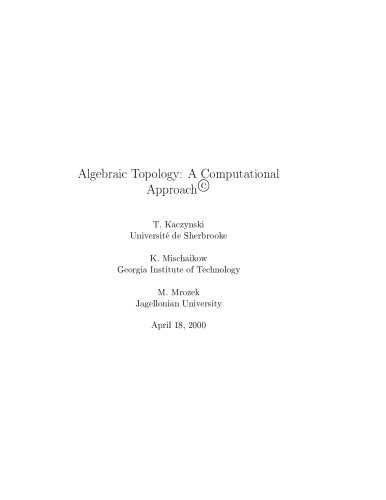 Algebraic Topology: A Computational
Approach©
T. Kaczynski
Université de Sherbrooke
K. Mischaikow
Georgia Institute of Technology
M. Mrozek
Jagellonian University
April 18, 2000